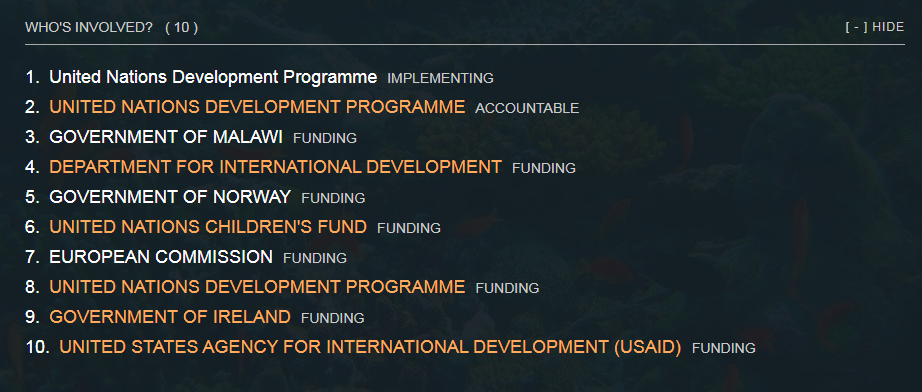 WHO'S INVOLVED? ( 10 ) [ - ] HIDE
1. United Nations Development Programme IMPLEMENTING
2. UNITED NATIONS DEVELOPMENT PROGRAMME ACCOUNTABLE
3. GOVERNMENT OF MALAWI FUNDING
4. DEPARTMENT FOR INTERNATIONAL DEVELOPMENT FUNDING
5. GOVERNMENT OF NORWAY FUNDING
6. UNITED NATIONS CHILDREN'S FUND FUNDING
7. EUROPEAN COMMISSION FUNDING
8. UNITED NATIONS DEVELOPMENT PROGRAMME FUNDING
9. GOVERNMENT OF IRELAND FUNDING
10. UNITED STATES AGENCY FOR INTERNATIONAL DEVELOPMENT (USAID) FUNDING